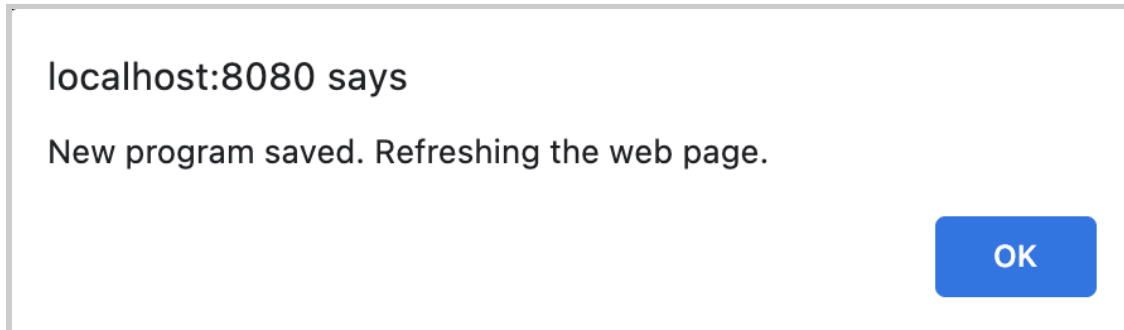 localhost:8080 says
New program saved. Refreshing the web page.
OK